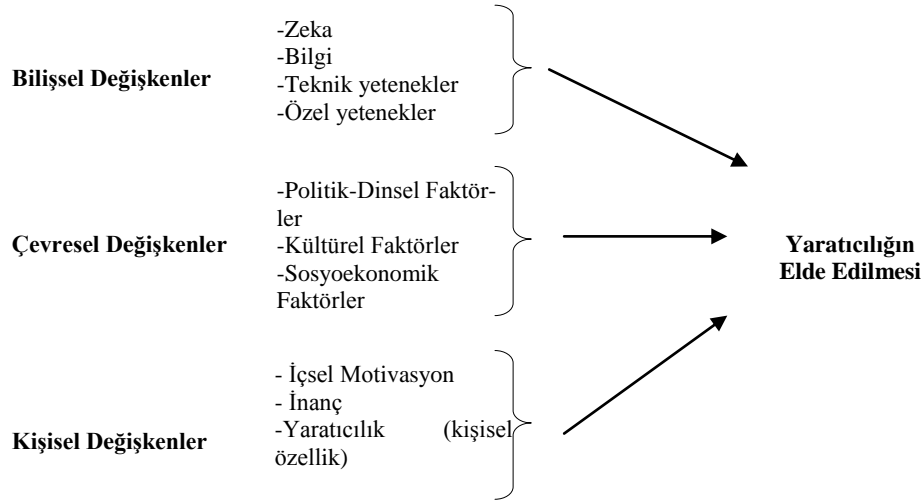 Bilişsel Değişkenler
-Zeka
-Bilgi
-Teknik yetenekler
-Özel yetenekler
Çevresel Değişkenler
-Politik-Dinsel Faktör-
ler
-Kültürel Faktörler
-Sosyoekonomik
Faktörler
Kişisel Değişkenler
- İçsel Motivasyon
- İnanç
-Yaratıcılık (kişisel
özellik)
Yaratıcılığın
Elde Edilmesi